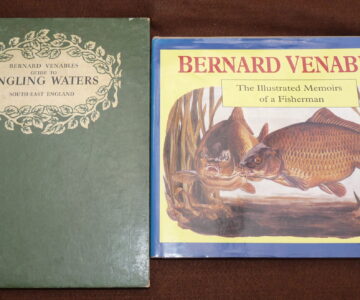 BERNARD VENABLES
GUIDE TO
NGLING WATERS
SOUTH-EAST ENGLAND
BERNARD VENAB
The Illustrated Memoirs
of a Fisherman